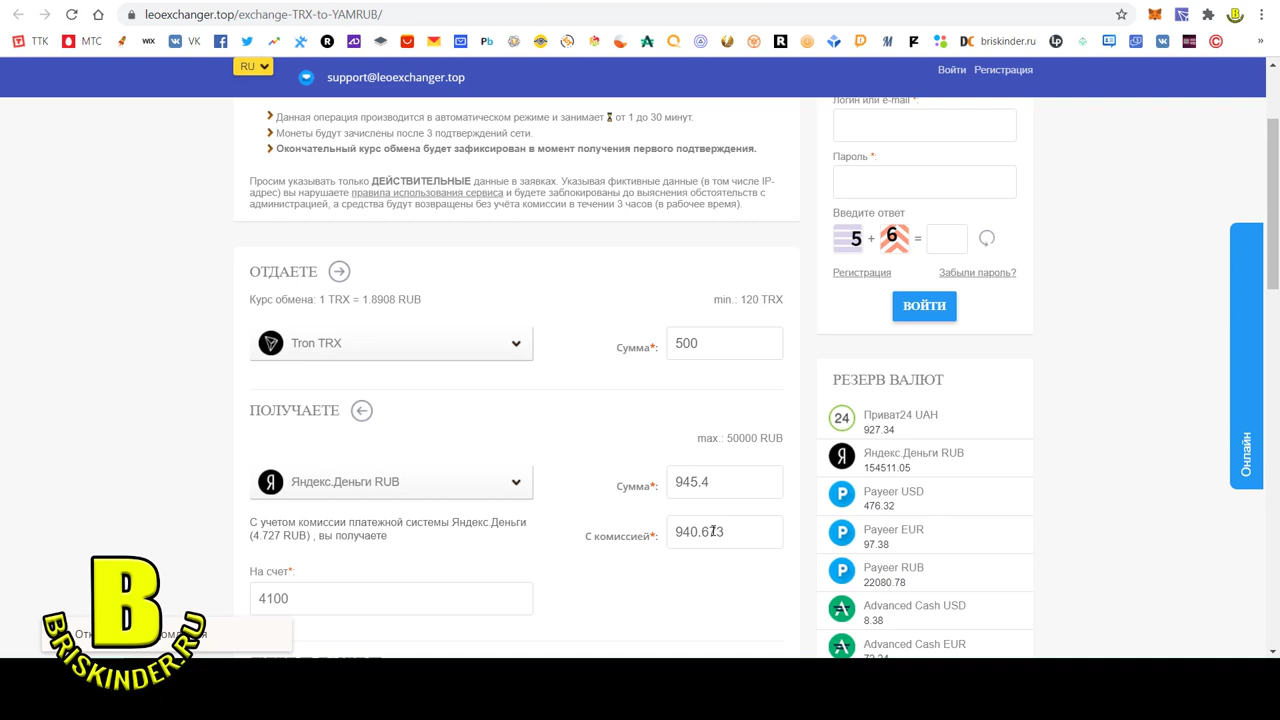 leoexchanger.top/exchange-TRX-to-YAMRUB/
ТТК
МТС
WIX
VK
Pb
DC briskinder.ru
Lp
»
RU
support@leoexchanger.top
Войти Регистрация
Данная операция производится в автоматическом режиме и занимает от 1 до 30 минут.
Монеты будут зачислены после 3 подтверждений сети.
Окончательный курс обмена будет зафиксирован в момент получения первого подтверждения.
Просим указывать только ДЕЙСТВИТЕЛЬНЫЕ данные в заявках. Указывая фиктивные данные (в том числе IP-
адрес) вы нарушаете правила использования сервиса и будете заблокированы до выяснения обстоятельств с
администрацией, а средства будут возвращены без учёта комиссии в течении 3 часов (в рабочее время).
ОТДАЕТЕ
Курс обмена: 1 TRX = 1.8908 RUB
min.: 120 TRX
Tron TRX
Сумма*:
500
ПОЛУЧАЕТЕ
max.: 50000 RUB
Я
Яндекс.Деньги RUB
Сумма*:
945.4
С учетом комиссии платежной системы Яндекс.Деньги
(4.727 RUB) , вы получаете
С комиссией*:
940.673
На счет*:
4100
Логин или e-mail *:
Пароль *:
Введите ответ
5 + 6 =
Регистрация
Забыли пароль?
ВОЙТИ
РЕЗЕРВ ВАЛЮТ
24
Приват24 UAH
927.34
Я
Яндекс.Деньги RUB
154511.05
P
Payeer USD
476.32
P
Payeer EUR
97.38
P
Payeer RUB
22080.78
Advanced Cash USD
8.38
Advanced Cash EUR
Онлайн
B
BRISKINDER.RU